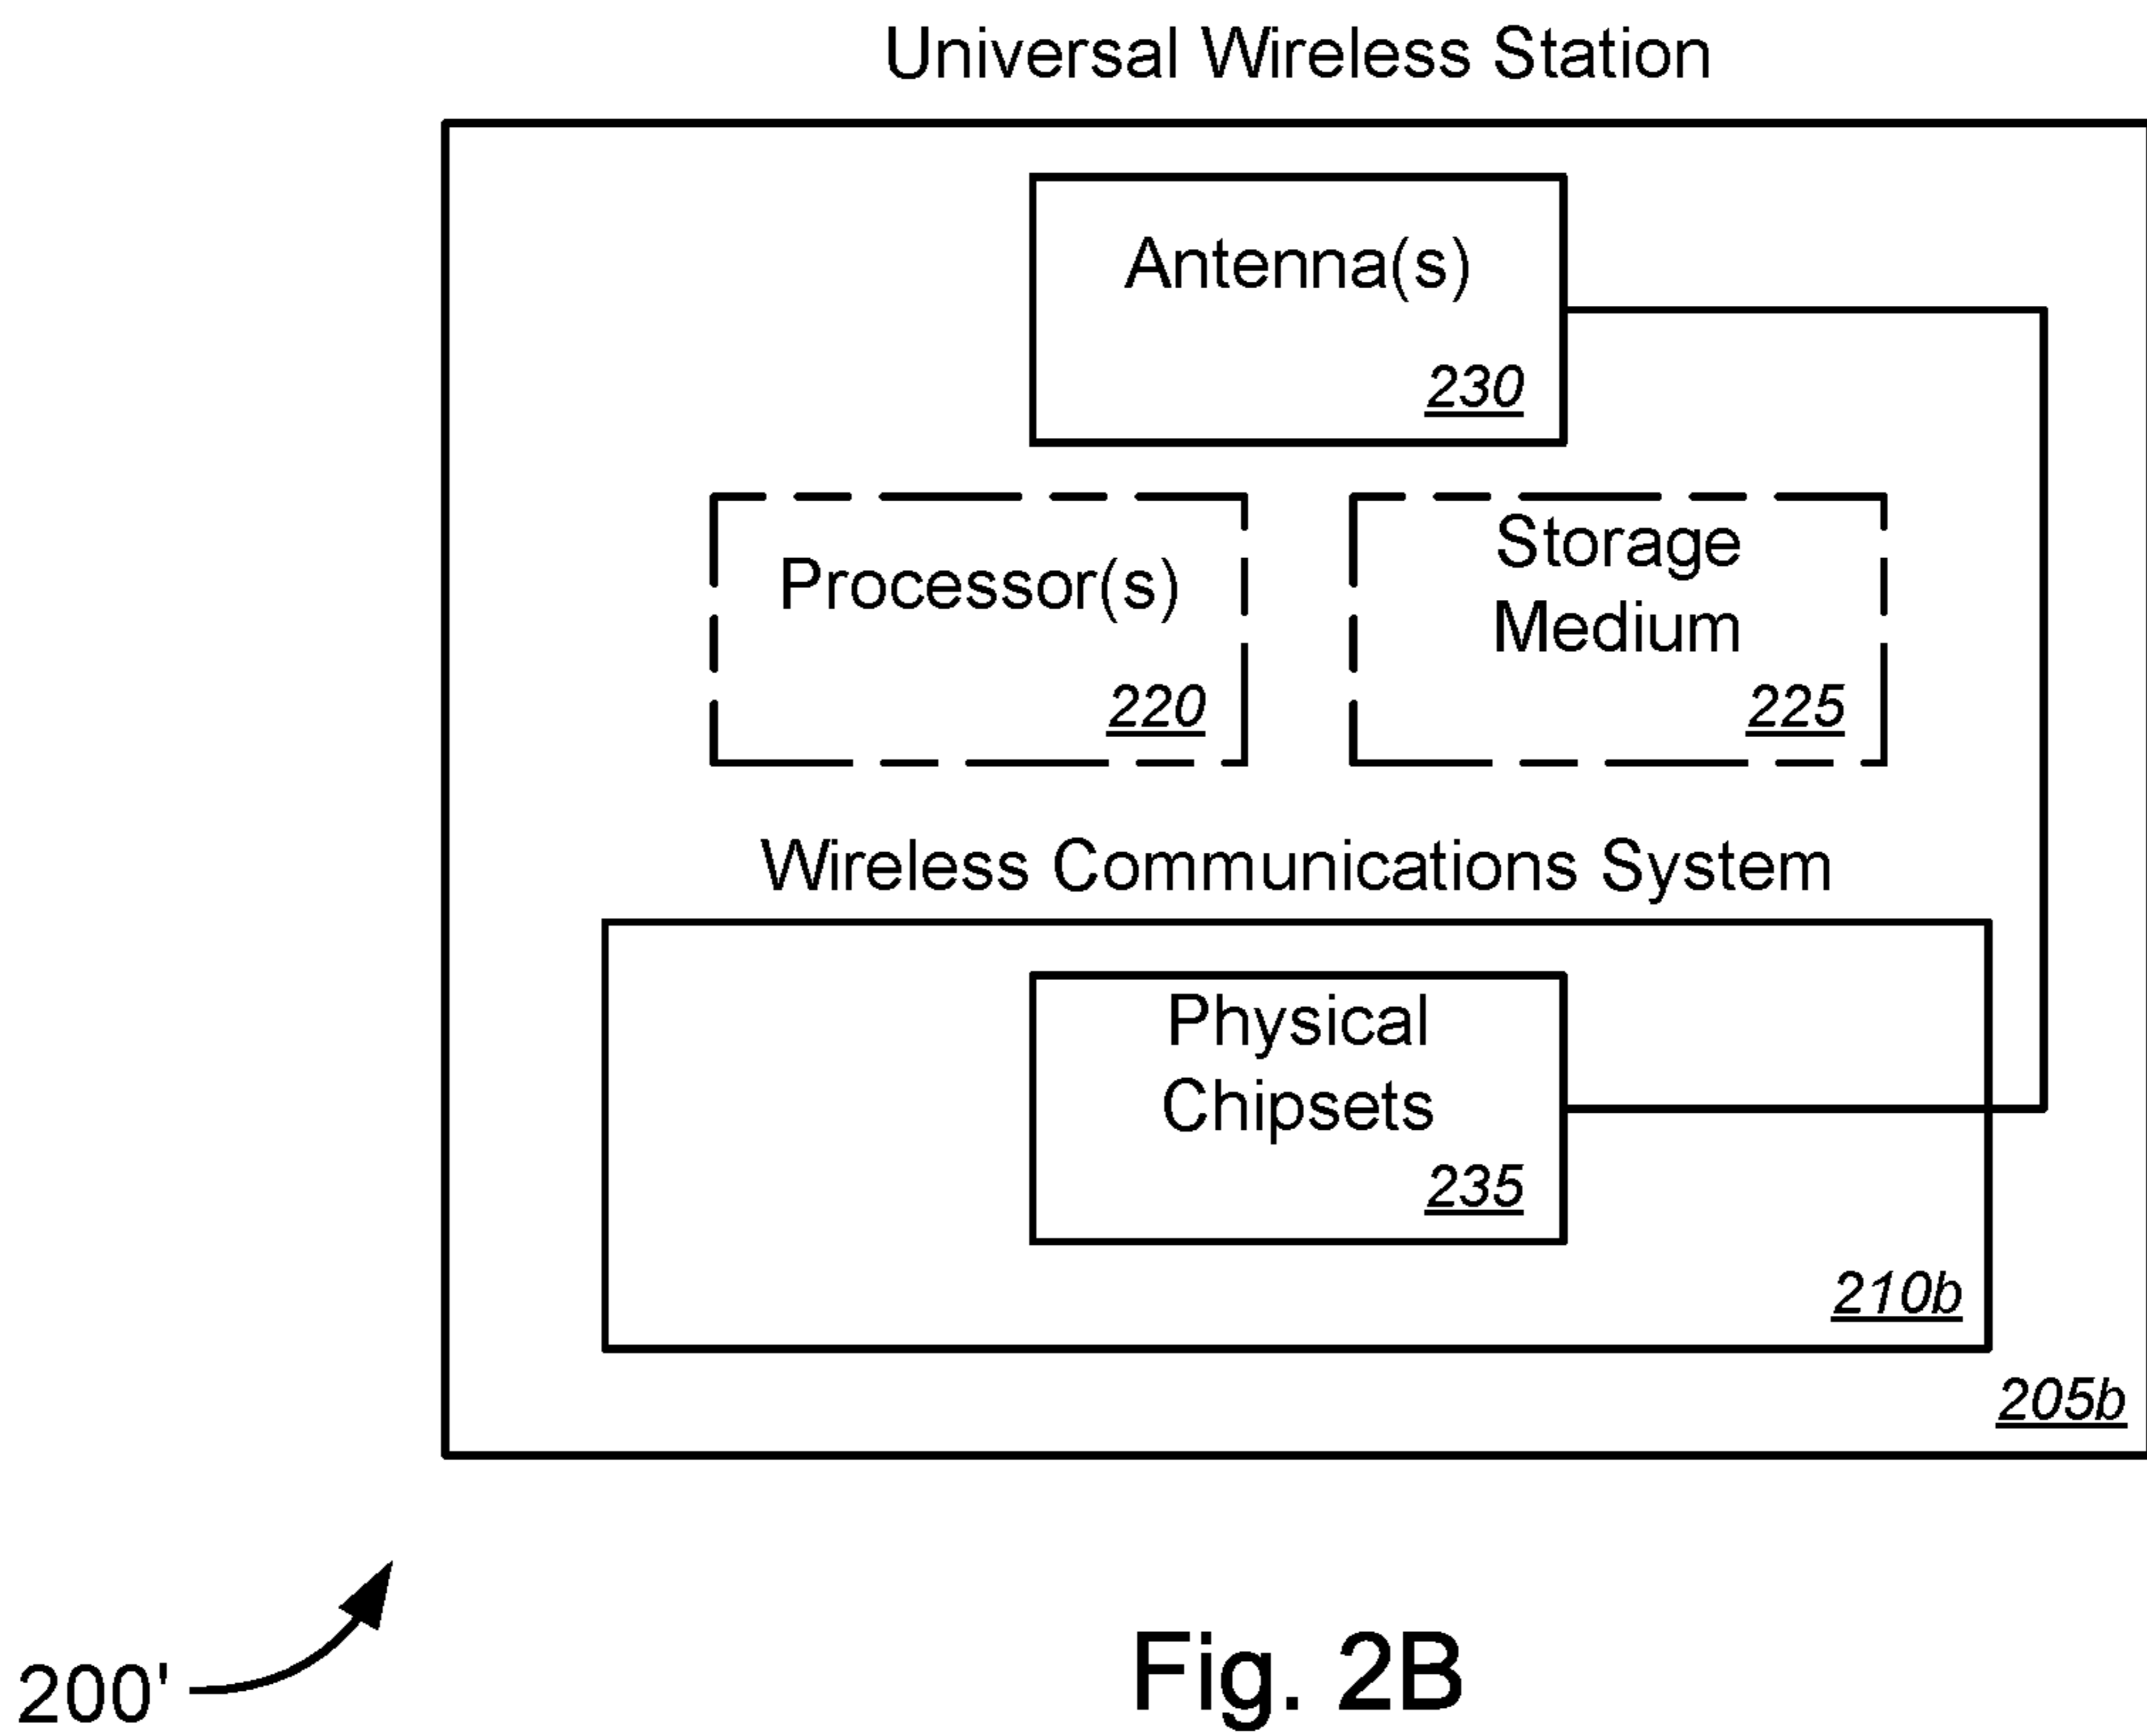 Universal Wireless Station
Antenna(s)
230
Processor(s)
220
Storage
Medium
225
Wireless Communications System
Physical
Chipsets
235
210b
205b
200'
Fig. 2B